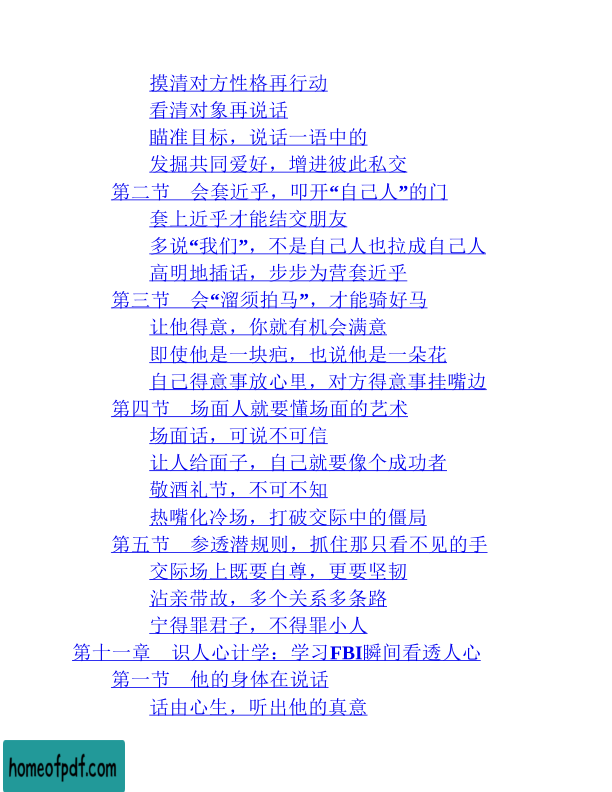 摸清对方性格再行动
看清对象再说话
瞄准目标，说话一语中的
发掘共同爱好，增进彼此私交
第二节　会套近乎，叩开“自己人”的门
套上近乎才能结交朋友
多说“我们”，不是自己人也拉成自己人
高明地插话，步步为营套近乎
第三节　会“溜须拍马”，才能骑好马
让他得意，你就有机会满意
即使他是一块疤，也说他是一朵花
自己得意事放心里，对方得意事挂嘴边
第四节　场面人就要懂场面的艺术
场面话，可说不可信
让人给面子，自己就要像个成功者
敬酒礼节，不可不知
热嘴化冷场，打破交际中的僵局
第五节　参透潜规则，抓住那只看不见的手
交际场上既要自尊，更要坚韧
沾亲带故，多个关系多条路
宁得罪君子，不得罪小人
第十一章　识人心计学：学习FBI瞬间看透人心
第一节　他的身体在说话
话由心生，听出他的真意
homeofpdf.com